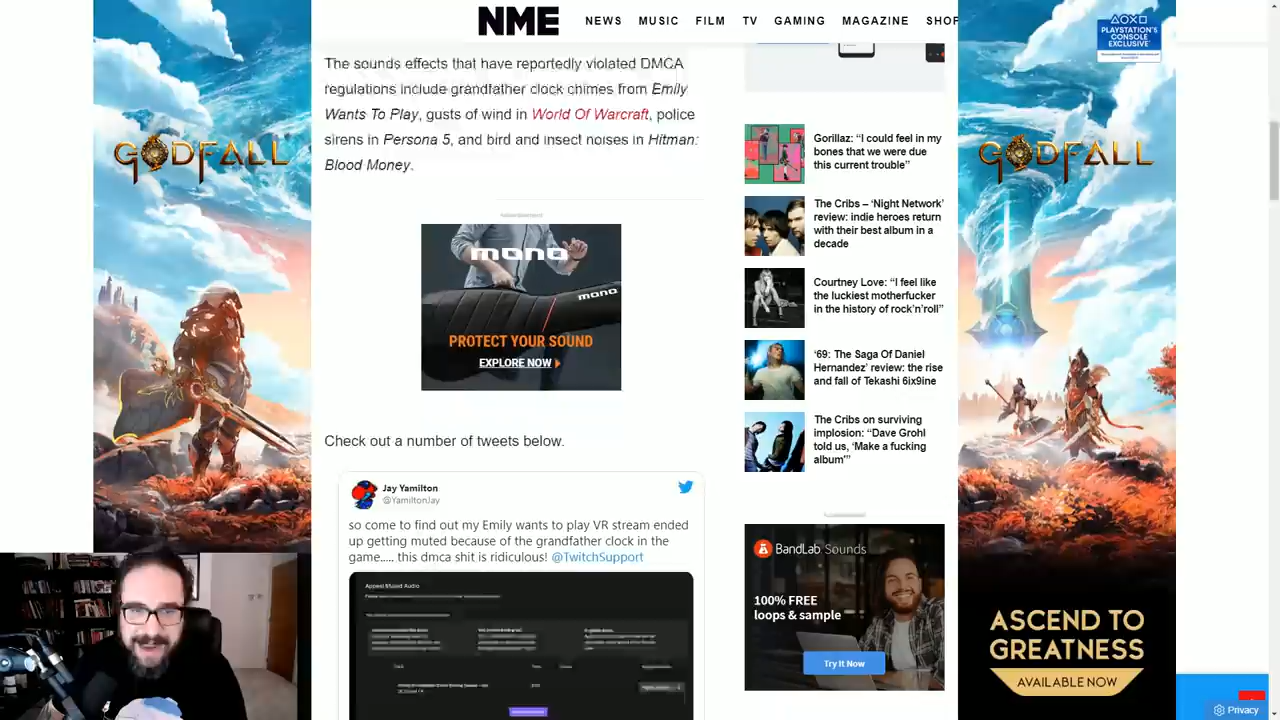 NME
NEWS MUSIC FILM TV GAMING MAGAZINE SHOP
The sounds effects that have reportedly violated DMCA
regulations include grandfather clock chimes from Emily
Wants To Play, gusts of wind in World Of Warcraft, police
sirens in Persona 5, and bird and insect noises in Hitman:
Blood Money.
Advertisement
mono
mono
PROTECT YOUR SOUND
EXPLORE NOW
Check out a number of tweets below.
Jay Yamilton
@YamiltonJay
so come to find out my Emily wants to play VR stream ended
up getting muted because of the grandfather clock in the
game..... this dmca shit is ridiculous! @TwitchSupport
Appeal Muted Audio
Gorillaz: “I could feel in my
bones that we were due
this current trouble”
The Cribs – ‘Night Network’
review: indie heroes return
with their best album in a
decade
Courtney Love: “I feel like
the luckiest motherfucker
in the history of rock’n’roll”
‘69: The Saga Of Daniel
Hernandez’ review: the rise
and fall of Tekashi 6ix9ine
The Cribs on surviving
implosion: “Dave Grohl
told us, ‘Make a fucking
album’”
BandLab Sounds
100% FREE
loops & sample
Try It Now
GODFALL
PLAYSTATION'S
CONSOLE
EXCLUSIVE
GODFALL
ASCEND TO
GREATNESS
AVAILABLE NOW
Privacy